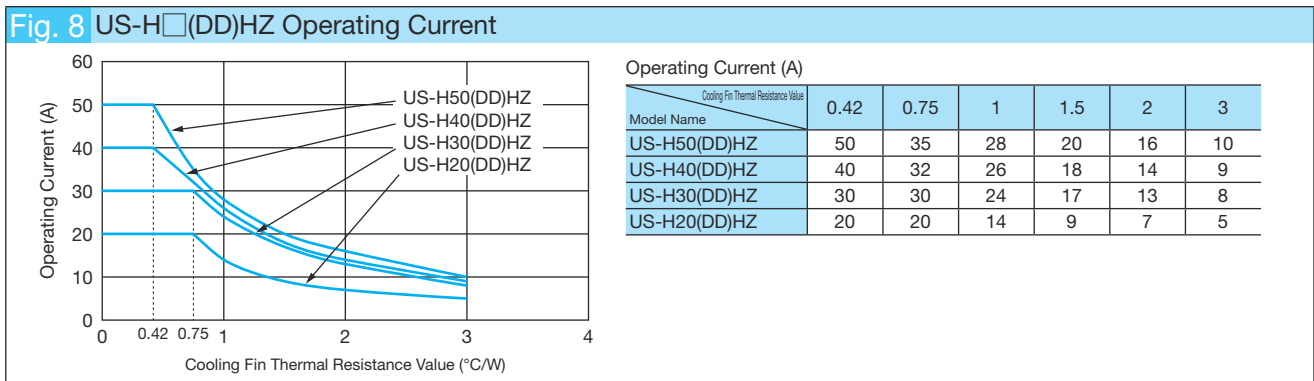 Fig. 8 US-H□(DD)HZ Operating Current
60
50
40
30
20
10
0
Operating Current (A)
US-H50(DD)HZ
US-H40(DD)HZ
US-H30(DD)HZ
US-H20(DD)HZ
0 0.42 0.75 1 2 3 4
Cooling Fin Thermal Resistance Value (°C/W)
Operating Current (A)
Cooling Fin Thermal Resistance Value
Model Name
0.42 0.75 1 1.5 2 3
US-H50(DD)HZ 50 35 28 20 16 10
US-H40(DD)HZ 40 32 26 18 14 9
US-H30(DD)HZ 30 30 24 17 13 8
US-H20(DD)HZ 20 20 14 9 7 5